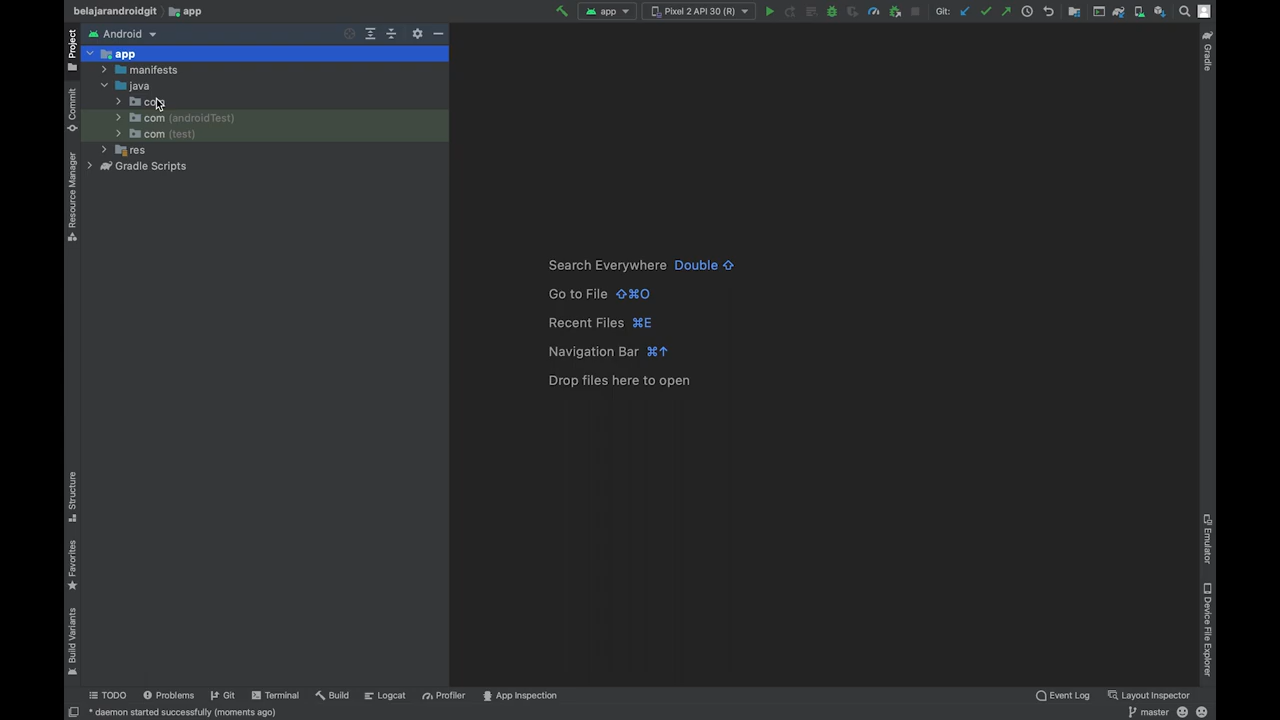 belajarandroidgit
app
app
Pixel 2 API 30 (R)
Git:
Android
app
manifests
java
com
com (androidTest)
com (test)
res
Gradle Scripts
Project
Commit
Resource Manager
Structure
Favorites
Build Variants
Search Everywhere Double ⇧
Go to File ⇧⌘O
Recent Files ⌘E
Navigation Bar ⌘↑
Drop files here to open
Gradle
Emulator
Device File Explorer
TODO
Problems
Git
Terminal
Build
Logcat
Profiler
App Inspection
Event Log
Layout Inspector
* daemon started successfully (moments ago)
master